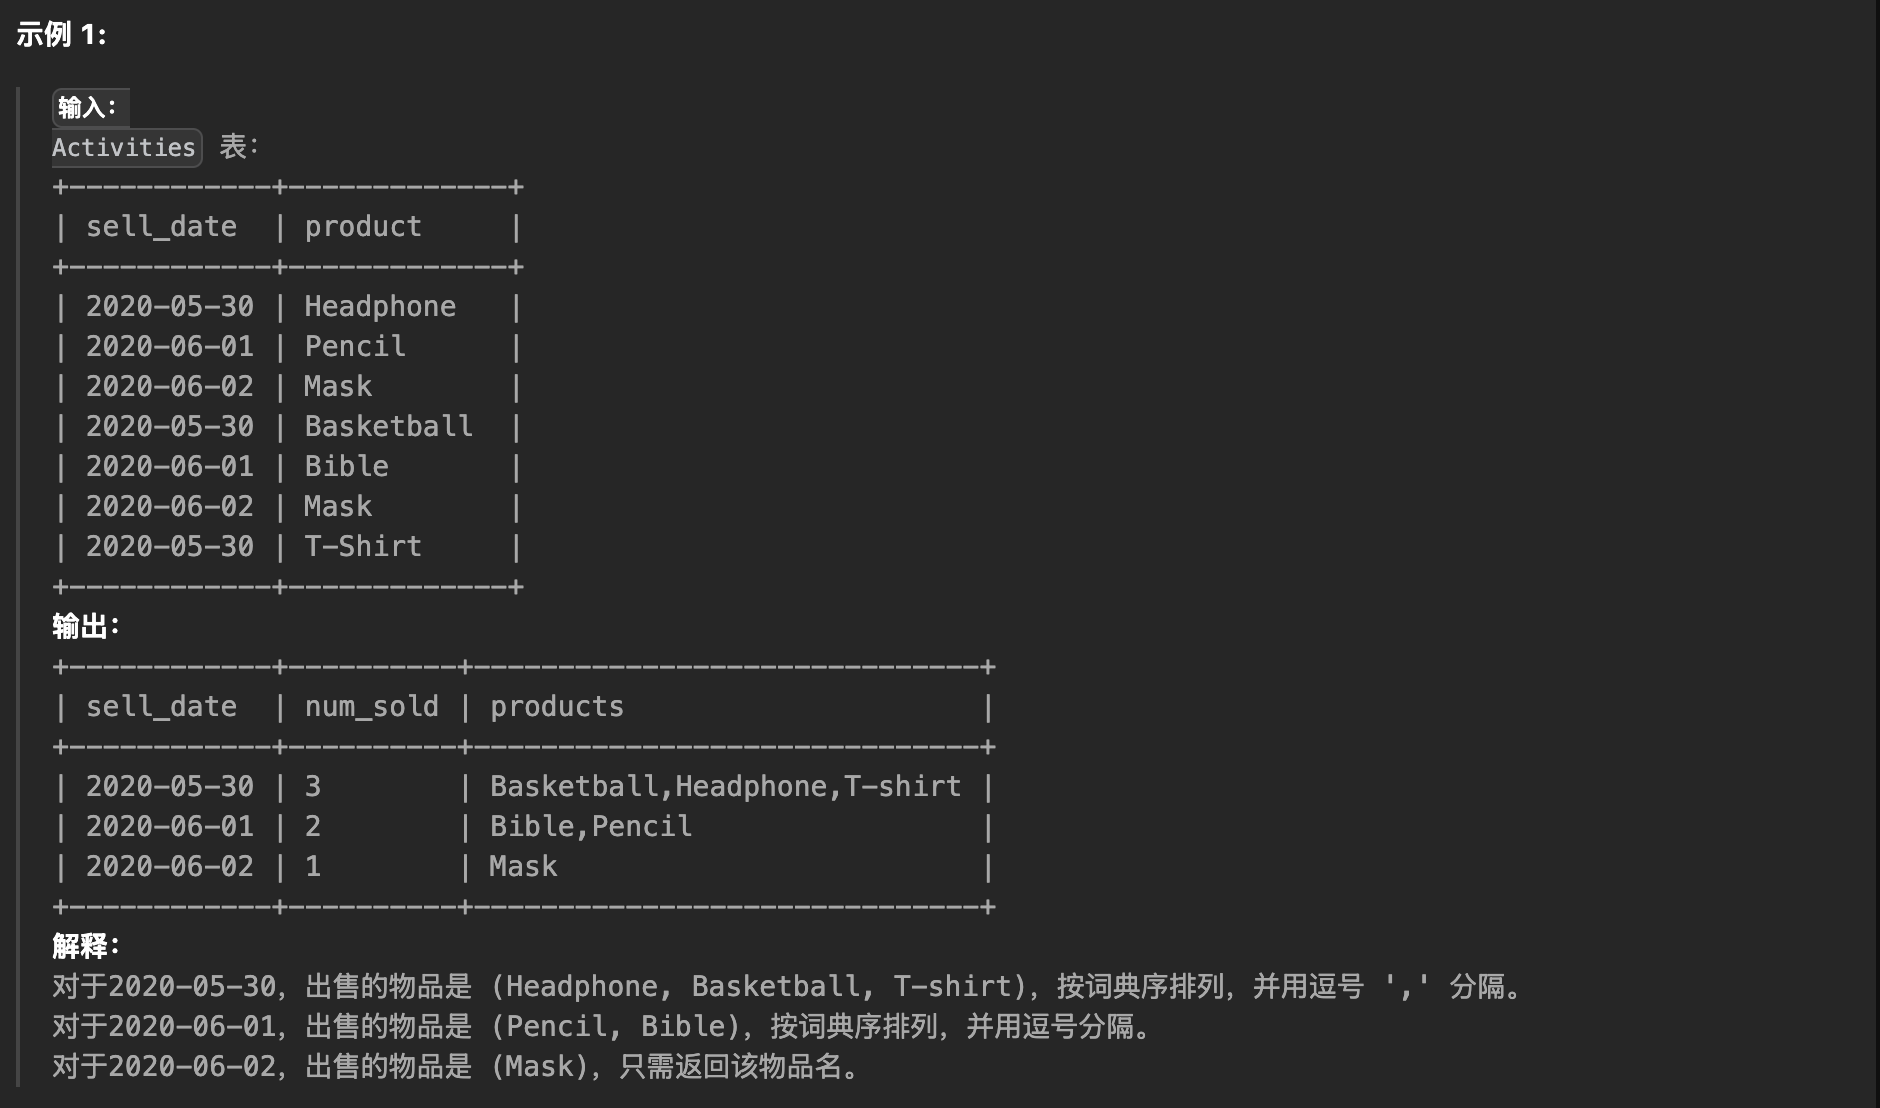 示例 1:
输入：
Activities 表：
+------------+-------------+
| sell_date  | product     |
+------------+-------------+
| 2020-05-30 | Headphone   |
| 2020-06-01 | Pencil      |
| 2020-06-02 | Mask        |
| 2020-05-30 | Basketball  |
| 2020-06-01 | Bible       |
| 2020-06-02 | Mask        |
| 2020-05-30 | T-Shirt     |
+------------+-------------+
输出：
+------------+----------+------------------------------+
| sell_date  | num_sold | products                     |
+------------+----------+------------------------------+
| 2020-05-30 | 3        | Basketball,Headphone,T-shirt |
| 2020-06-01 | 2        | Bible,Pencil                 |
| 2020-06-02 | 1        | Mask                         |
+------------+----------+------------------------------+
解释：
对于2020-05-30，出售的物品是 (Headphone, Basketball, T-shirt)，按词典序排列，并用逗号 ',' 分隔。
对于2020-06-01，出售的物品是 (Pencil, Bible)，按词典序排列，并用逗号分隔。
对于2020-06-02，出售的物品是 (Mask)，只需返回该物品名。